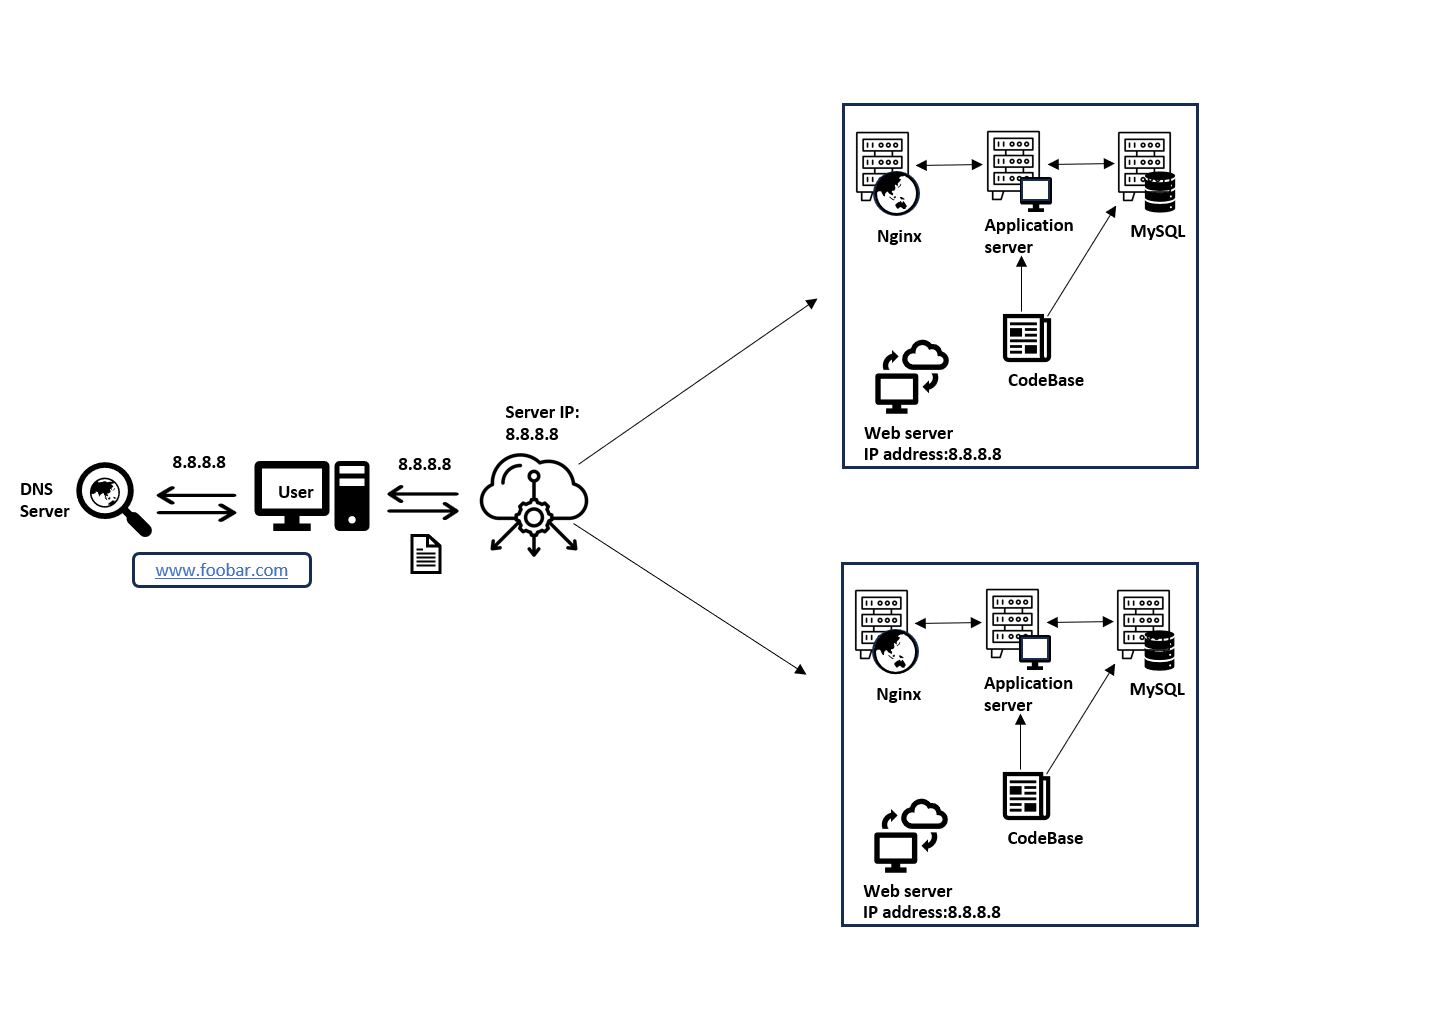 DNS
Server
8.8.8.8
www.foobar.com
User
8.8.8.8
Server IP:
8.8.8.8
Nginx
Application
server
MySQL
CodeBase
Web server
IP address:8.8.8.8
Nginx
Application
server
MySQL
CodeBase
Web server
IP address:8.8.8.8